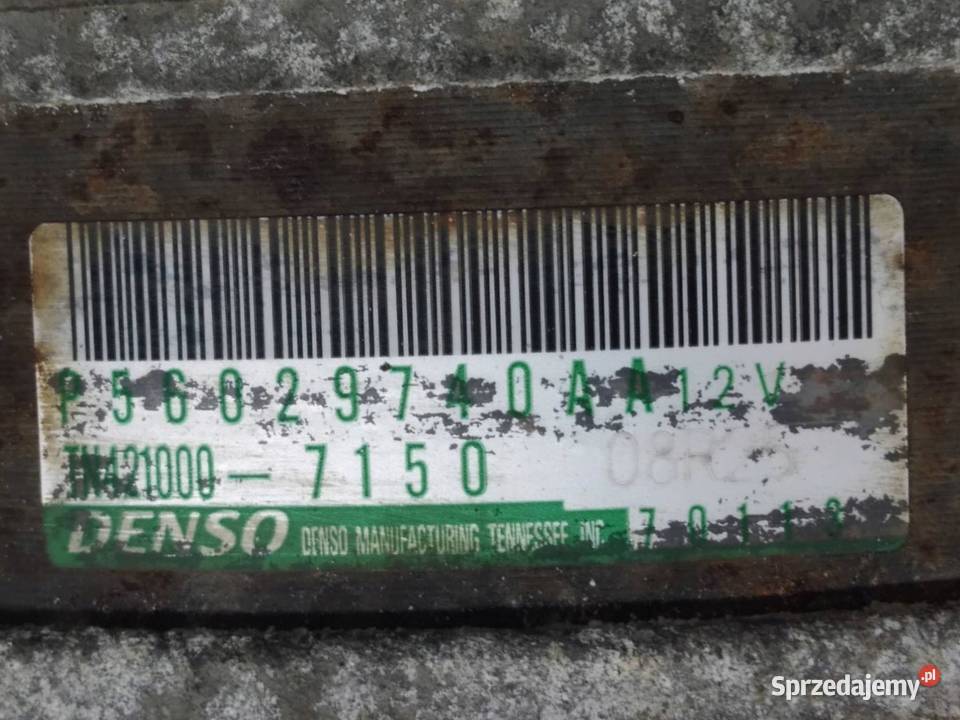 P56029740AA 12V
TN421000-7150
DENSO DENSO MANUFACTURING TENNESSEE, INC.
Sprzedajemy.pl